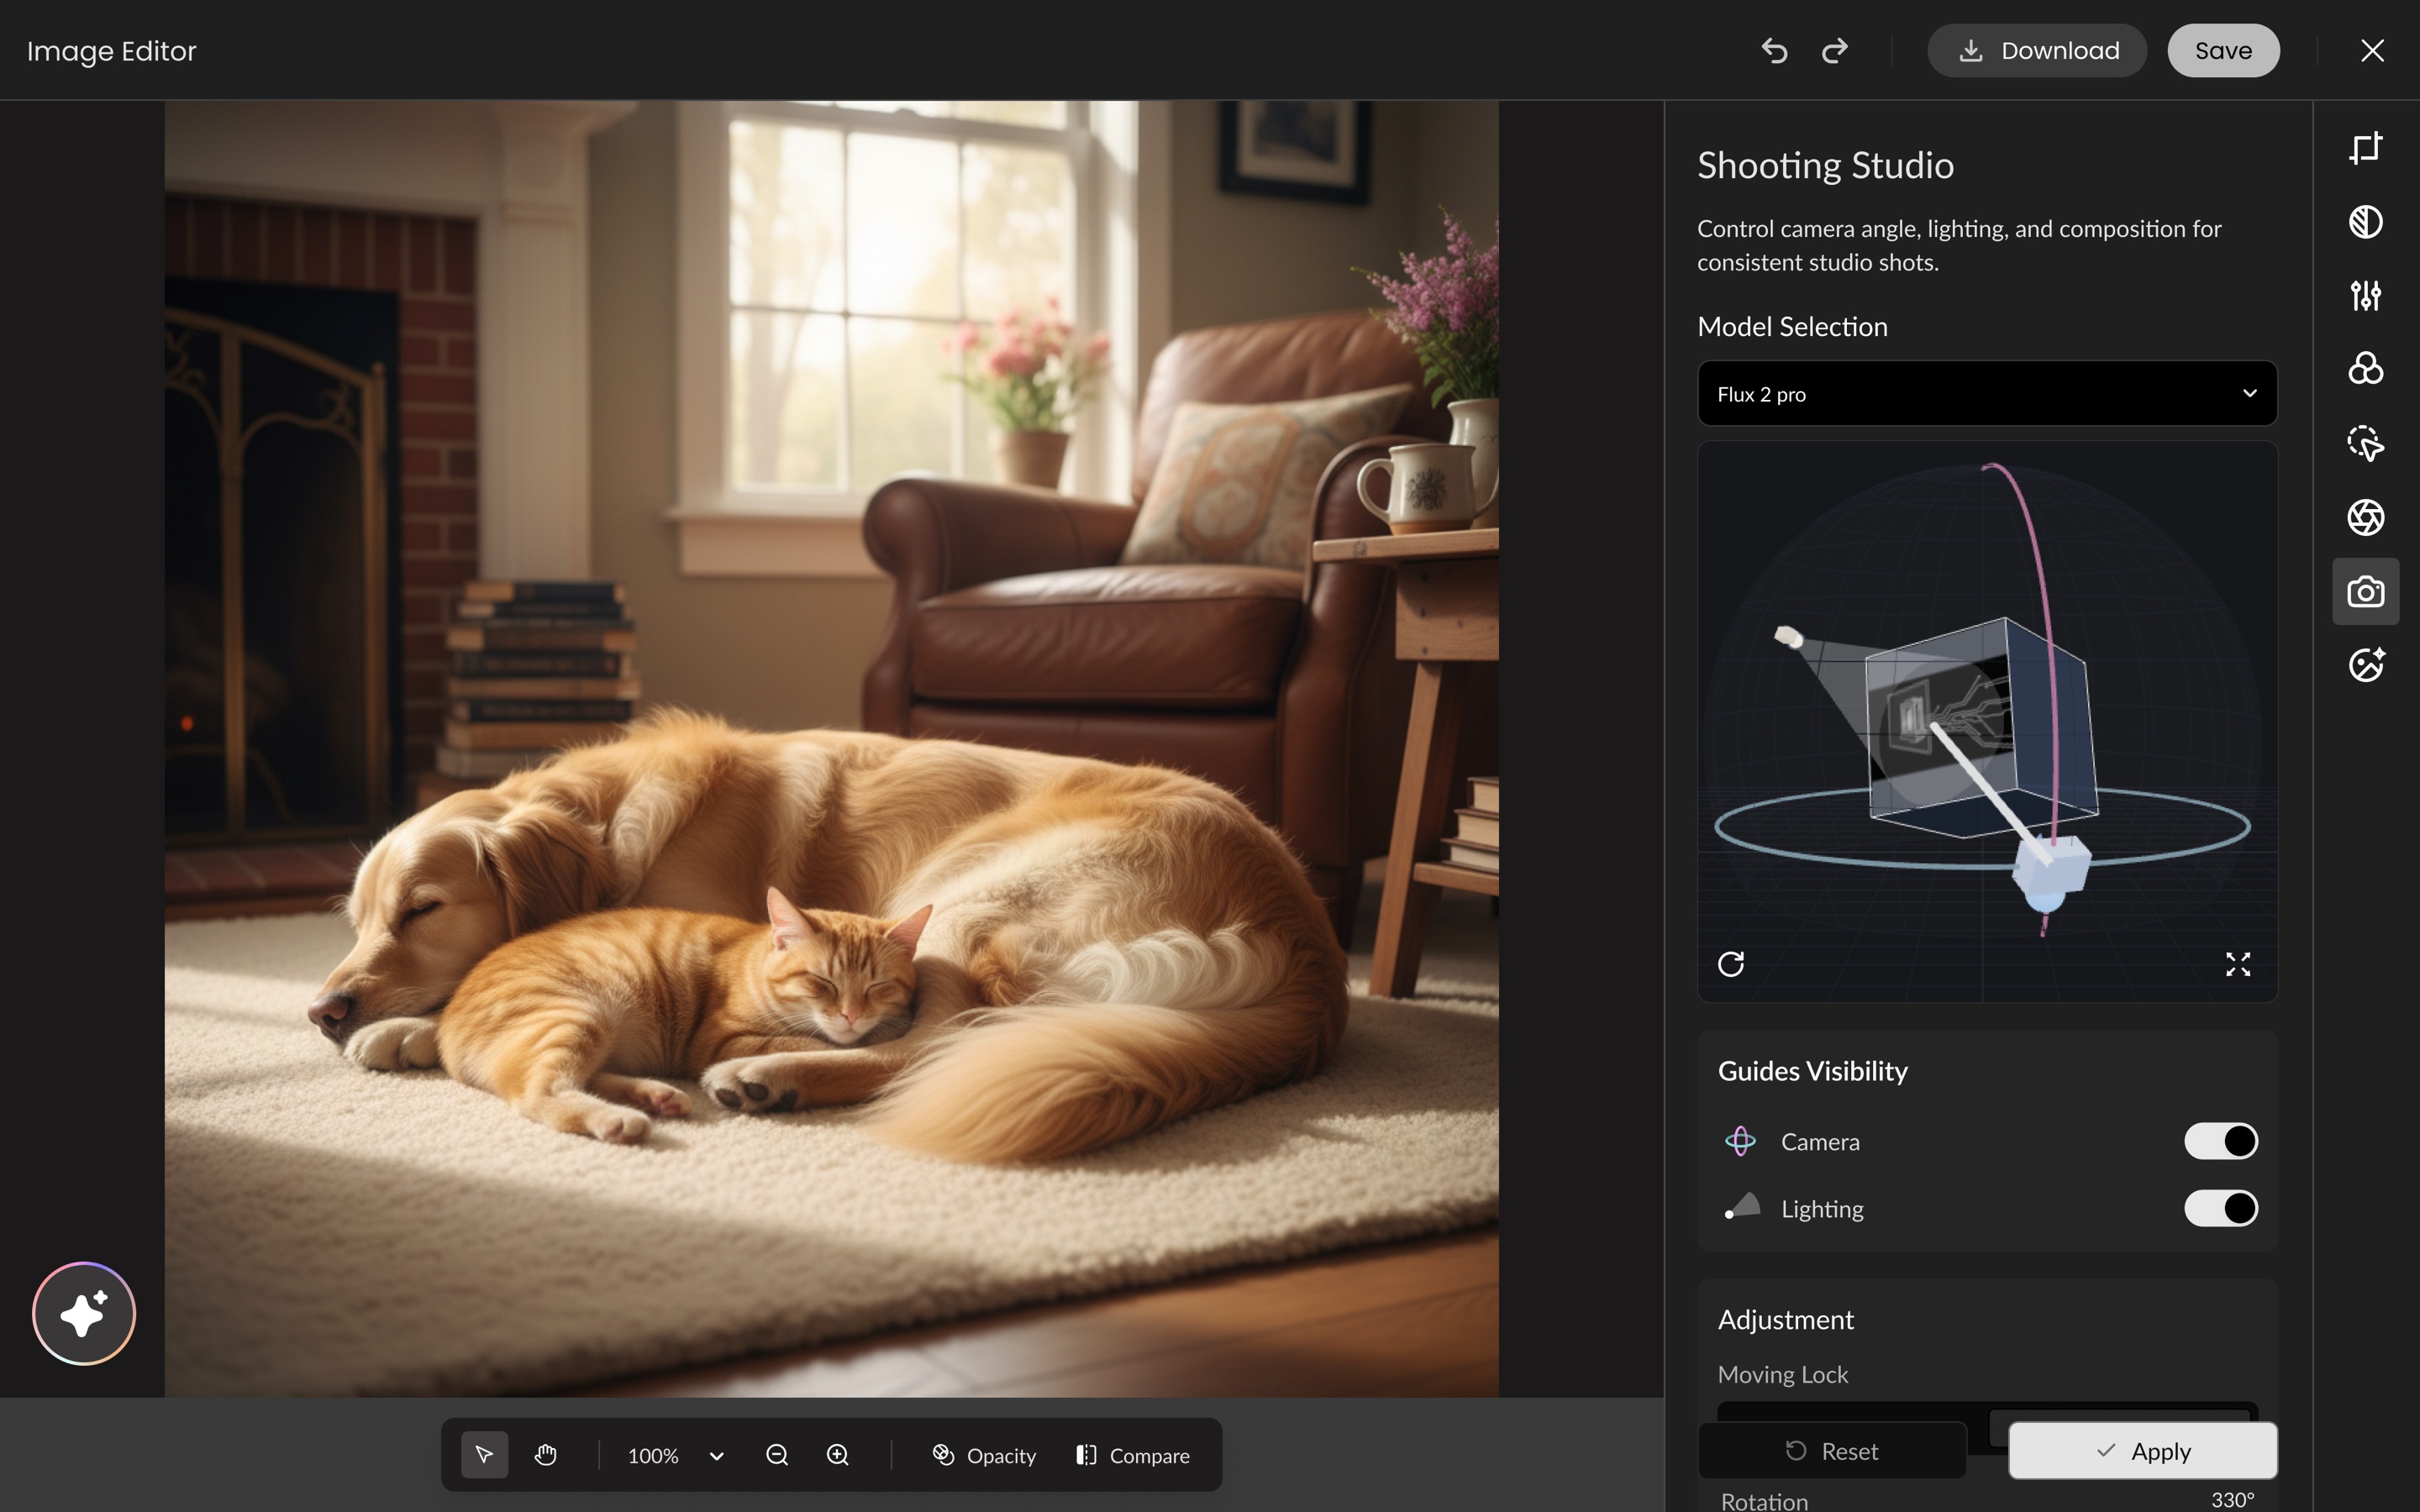 Image Editor
Download
Save
Shooting Studio
Control camera angle, lighting, and composition for
consistent studio shots.
Model Selection
Flux 2 pro
Guides Visibility
Camera
Lighting
Adjustment
Moving Lock
Reset
Apply
Rotation
330°
100%
Opacity
Compare